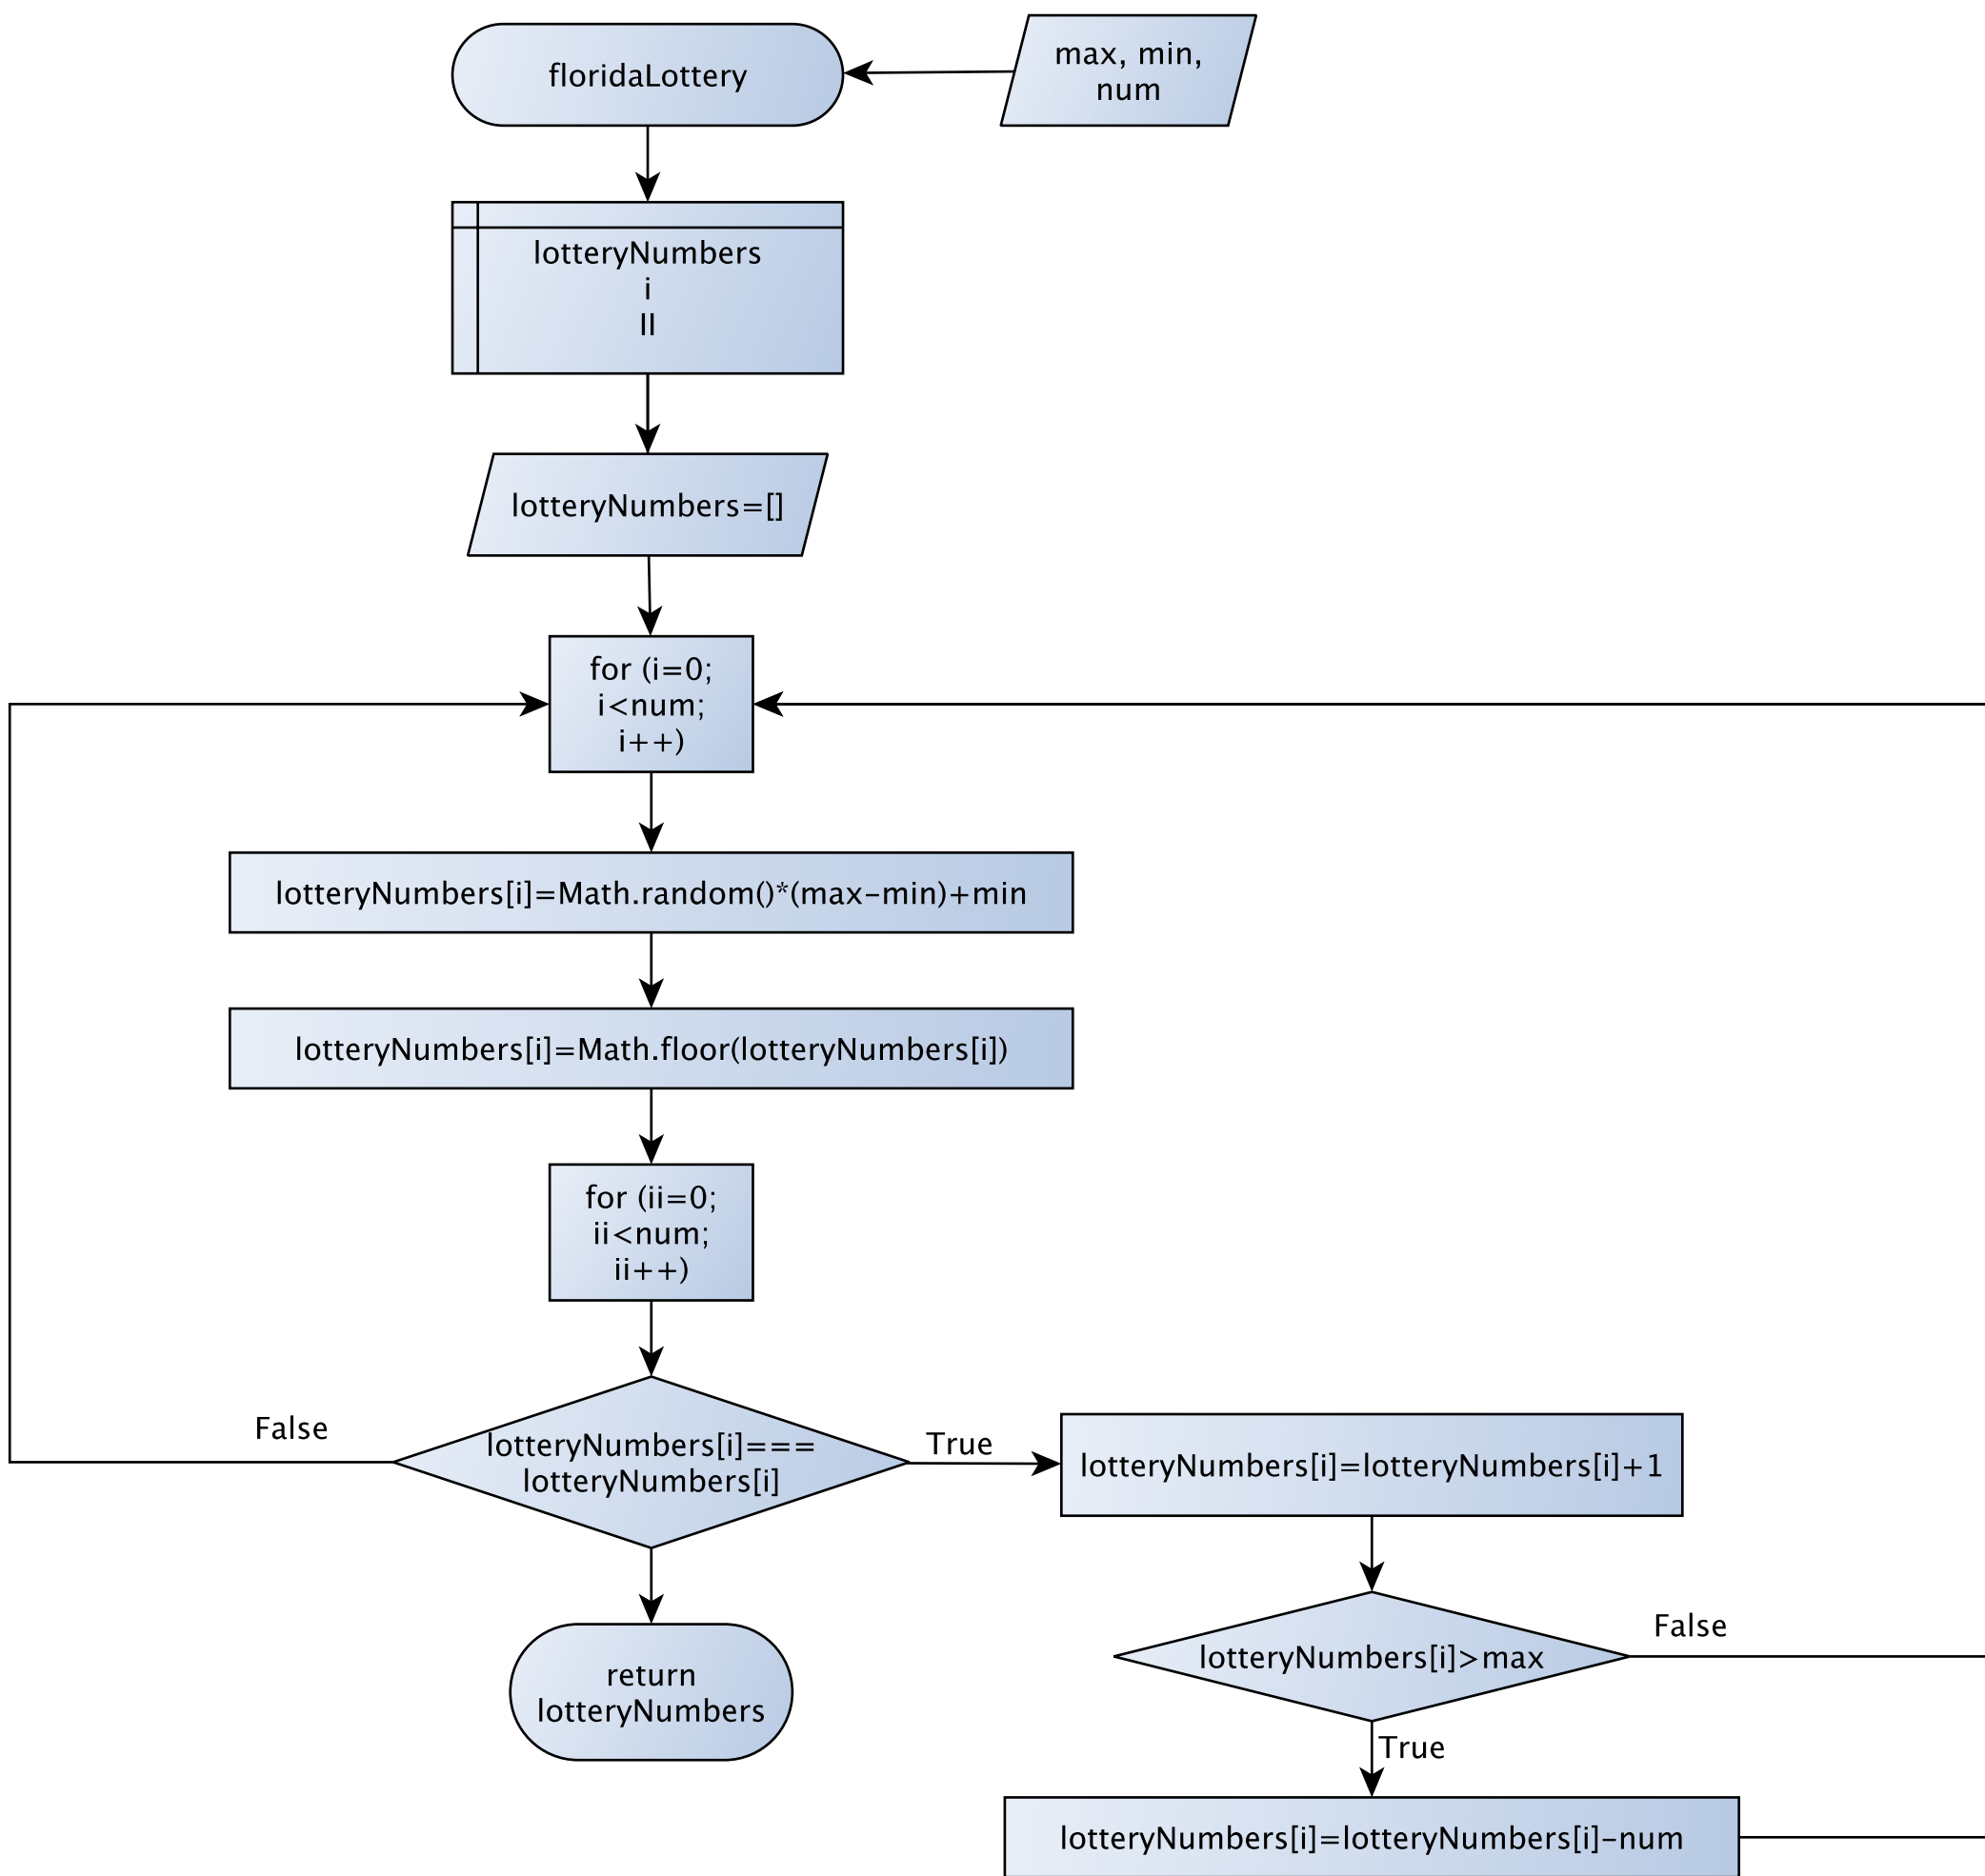 floridaLottery
max, min,
num
lotteryNumbers
i
II
lotteryNumbers=[]
for (i=0;
i<num;
i++)
lotteryNumbers[i]=Math.random()*(max-min)+min
lotteryNumbers[i]=Math.floor(lotteryNumbers[i])
for (ii=0;
ii<num;
ii++)
False
lotteryNumbers[i]===
lotteryNumbers[i]
True
lotteryNumbers[i]=lotteryNumbers[i]+1
return
lotteryNumbers
lotteryNumbers[i]>max
False
True
lotteryNumbers[i]=lotteryNumbers[i]-num